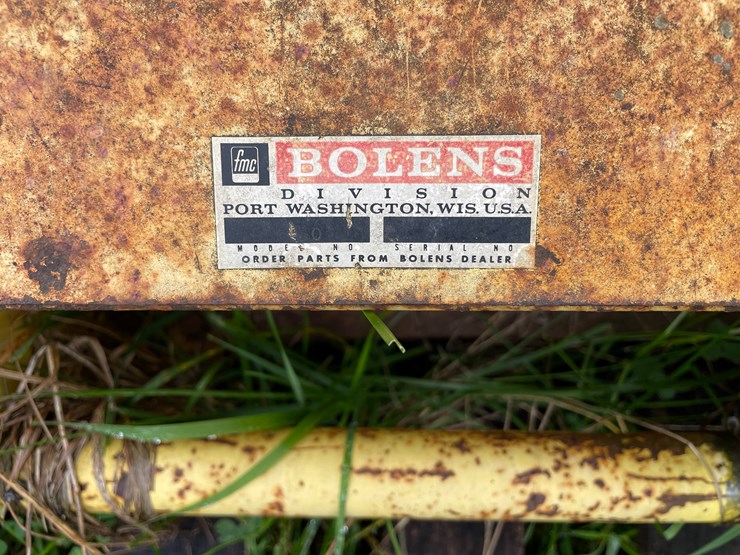 fmc BOLENS
DIVISION
PORT WASHINGTON, WIS. U.S.A.
MODEL NO. SERIAL NO.
ORDER PARTS FROM BOLENS DEALER